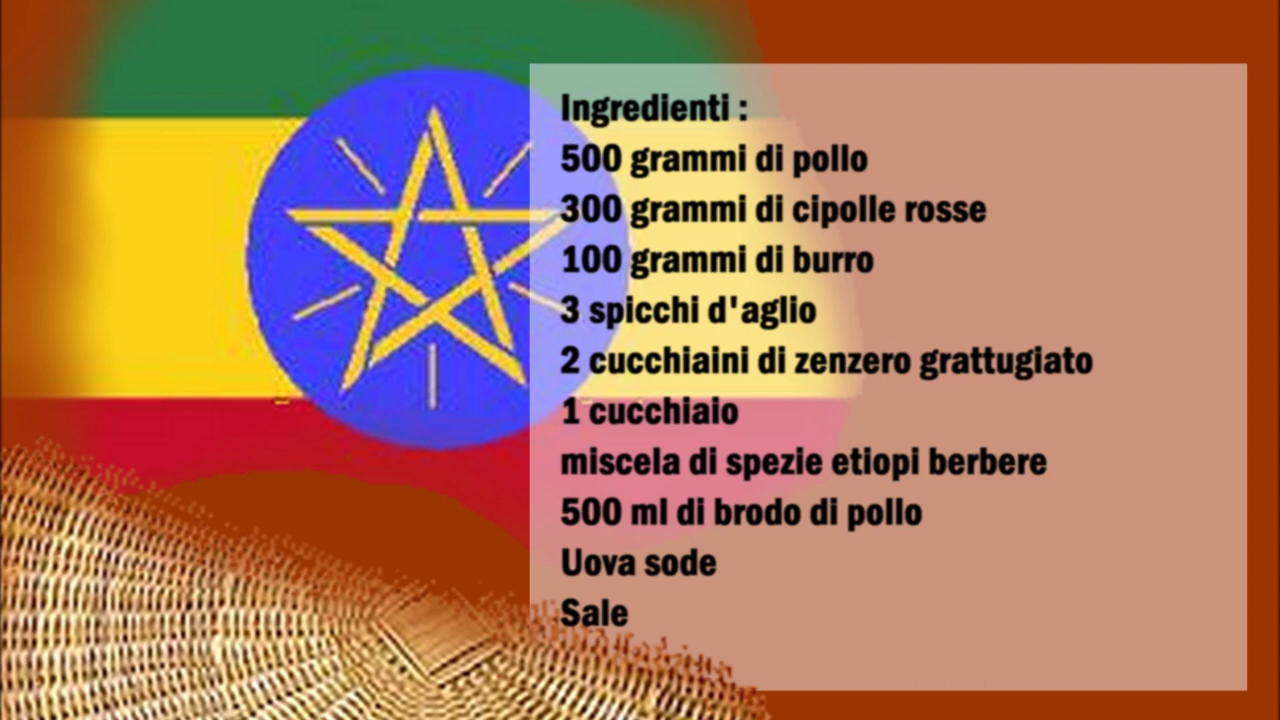 Ingredienti :
500 grammi di pollo
300 grammi di cipolle rosse
100 grammi di burro
3 spicchi d'aglio
2 cucchiaini di zenzero grattugiato
1 cucchiaio
miscela di spezie etiopi berbere
500 ml di brodo di pollo
Uova sode
Sale